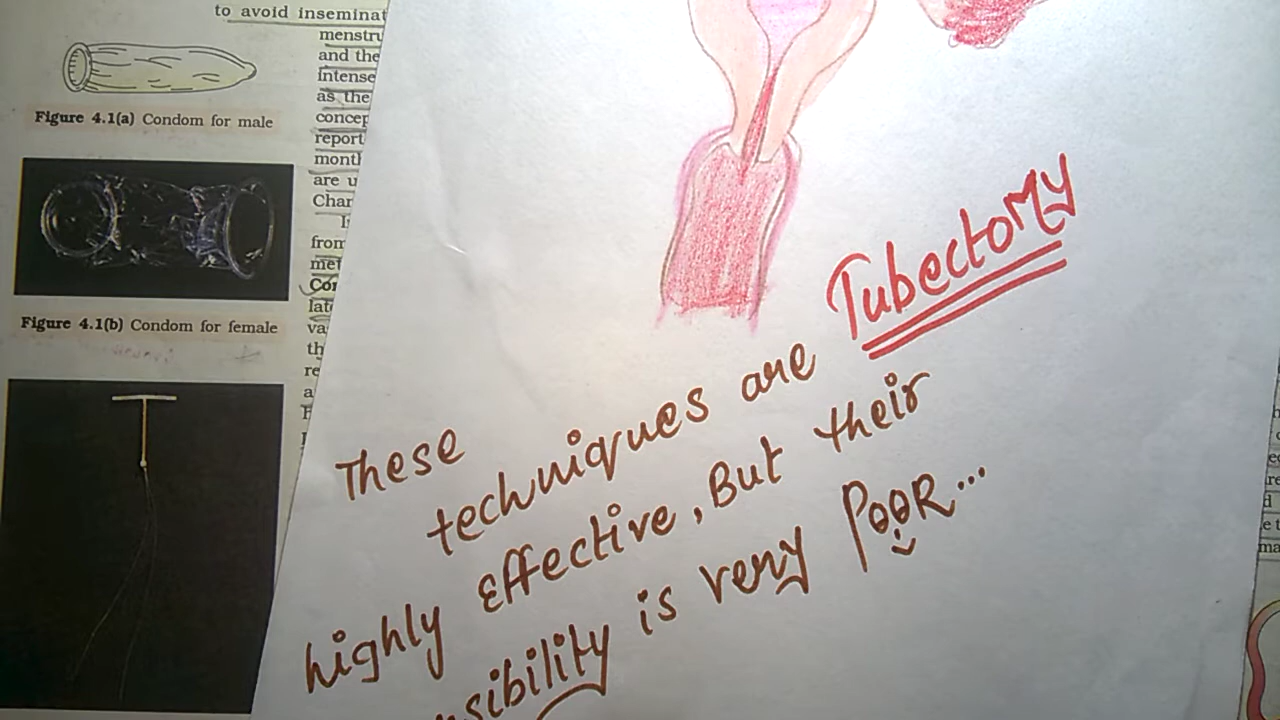 to avoid inseminat
menstru
and the
intense
as the
concep
report
month
are u
Char
from
met
Figure 4.1(a) Condom for male
Figure 4.1(b) Condom for female
Tubectomy
These
techniques are
highly effective, But their
nsibility is very PooR...